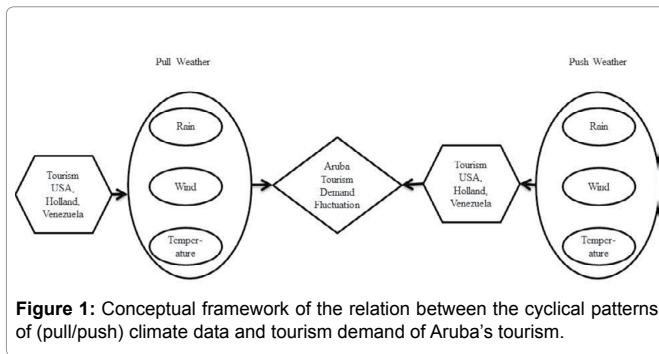 Pull Weather
Push Weather
Rain
Wind
Temper-
ature
Tourism
USA,
Holland,
Venezuela
Aruba
Tourism
Demand
Fluctuation
Tourism
USA,
Holland,
Venezuela
Rain
Wind
Temper-
ature
Figure 1: Conceptual framework of the relation between the cyclical patterns
of (pull/push) climate data and tourism demand of Aruba's tourism.